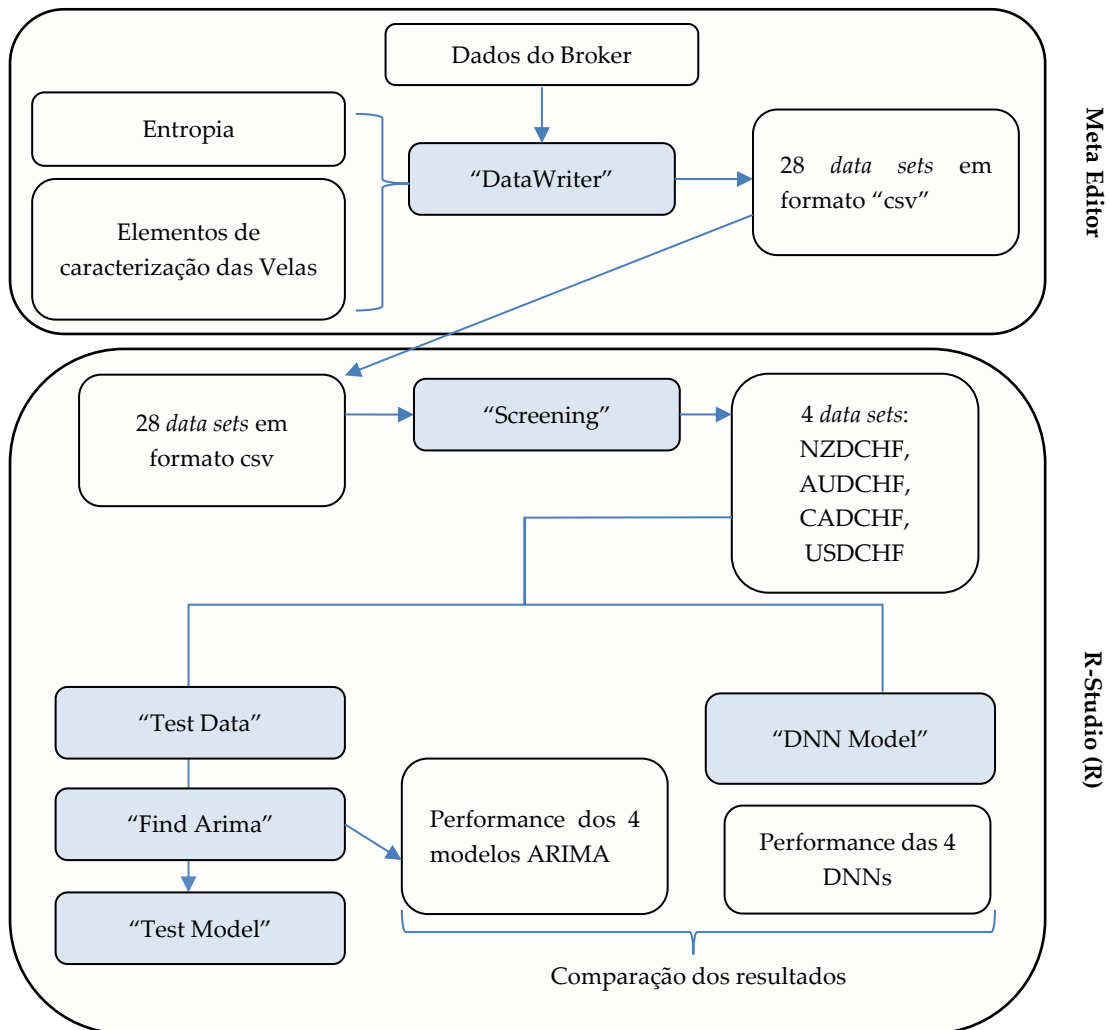 Dados do Broker
Entropia
“DataWriter”
28 data sets em
formato “csv”
Elementos de
caracterização das Velas
Meta Editor
28 data sets em
formato csv
“Screening”
4 data sets:
NZDCHF,
AUDCHF,
CADCHF,
USDCHF
“Test Data”
“DNN Model”
“Find Arima”
Performance dos 4
modelos ARIMA
Performance das 4
DNNs
“Test Model”
Comparação dos resultados
R-Studio (R)